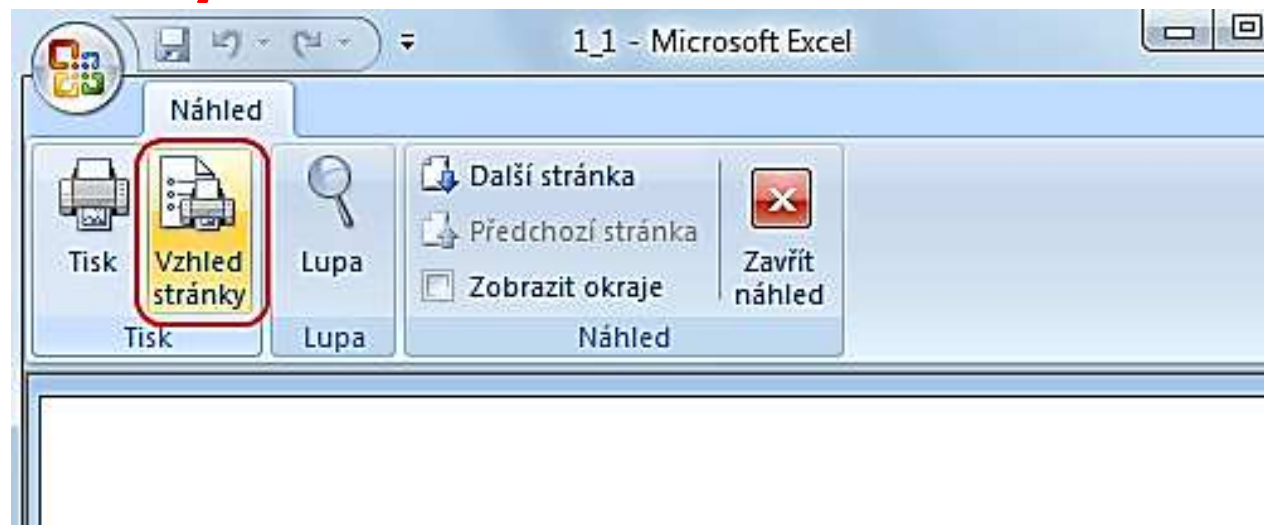 1_1 - Microsoft Excel
Náhled
Tisk
Vzhled
stránky
Lupa
Další stránka
Předchozí stránka
Zobrazit okraje
Zavřít
náhled
Tisk
Lupa
Náhled